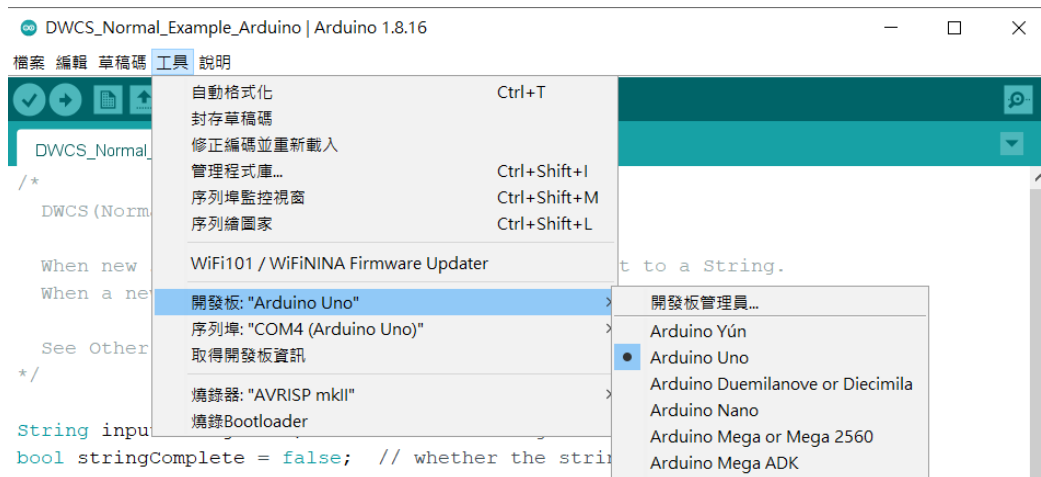 DWCS_Normal_Example_Arduino | Arduino 1.8.16
檔案 編輯 草稿碼 工具 說明
自動格式化 Ctrl+T
封存草稿碼
修正編碼並重新載入
管理程式庫... Ctrl+Shift+I
序列埠監控視窗 Ctrl+Shift+M
序列繪圖家 Ctrl+Shift+L
WiFi101 / WiFiNINA Firmware Updater
開發板: "Arduino Uno"
序列埠: "COM4 (Arduino Uno)"
取得開發板資訊
燒錄器: "AVRISP mkII"
燒錄Bootloader
開發板管理員...
Arduino Yún
Arduino Uno
Arduino Duemilanove or Diecimila
Arduino Nano
Arduino Mega or Mega 2560
Arduino Mega ADK
DWCS_Normal_
/*
DWCS(Norm
When new t to a String.
When a ne
See Other
*/
String inpu
bool stringComplete = false; // whether the stri